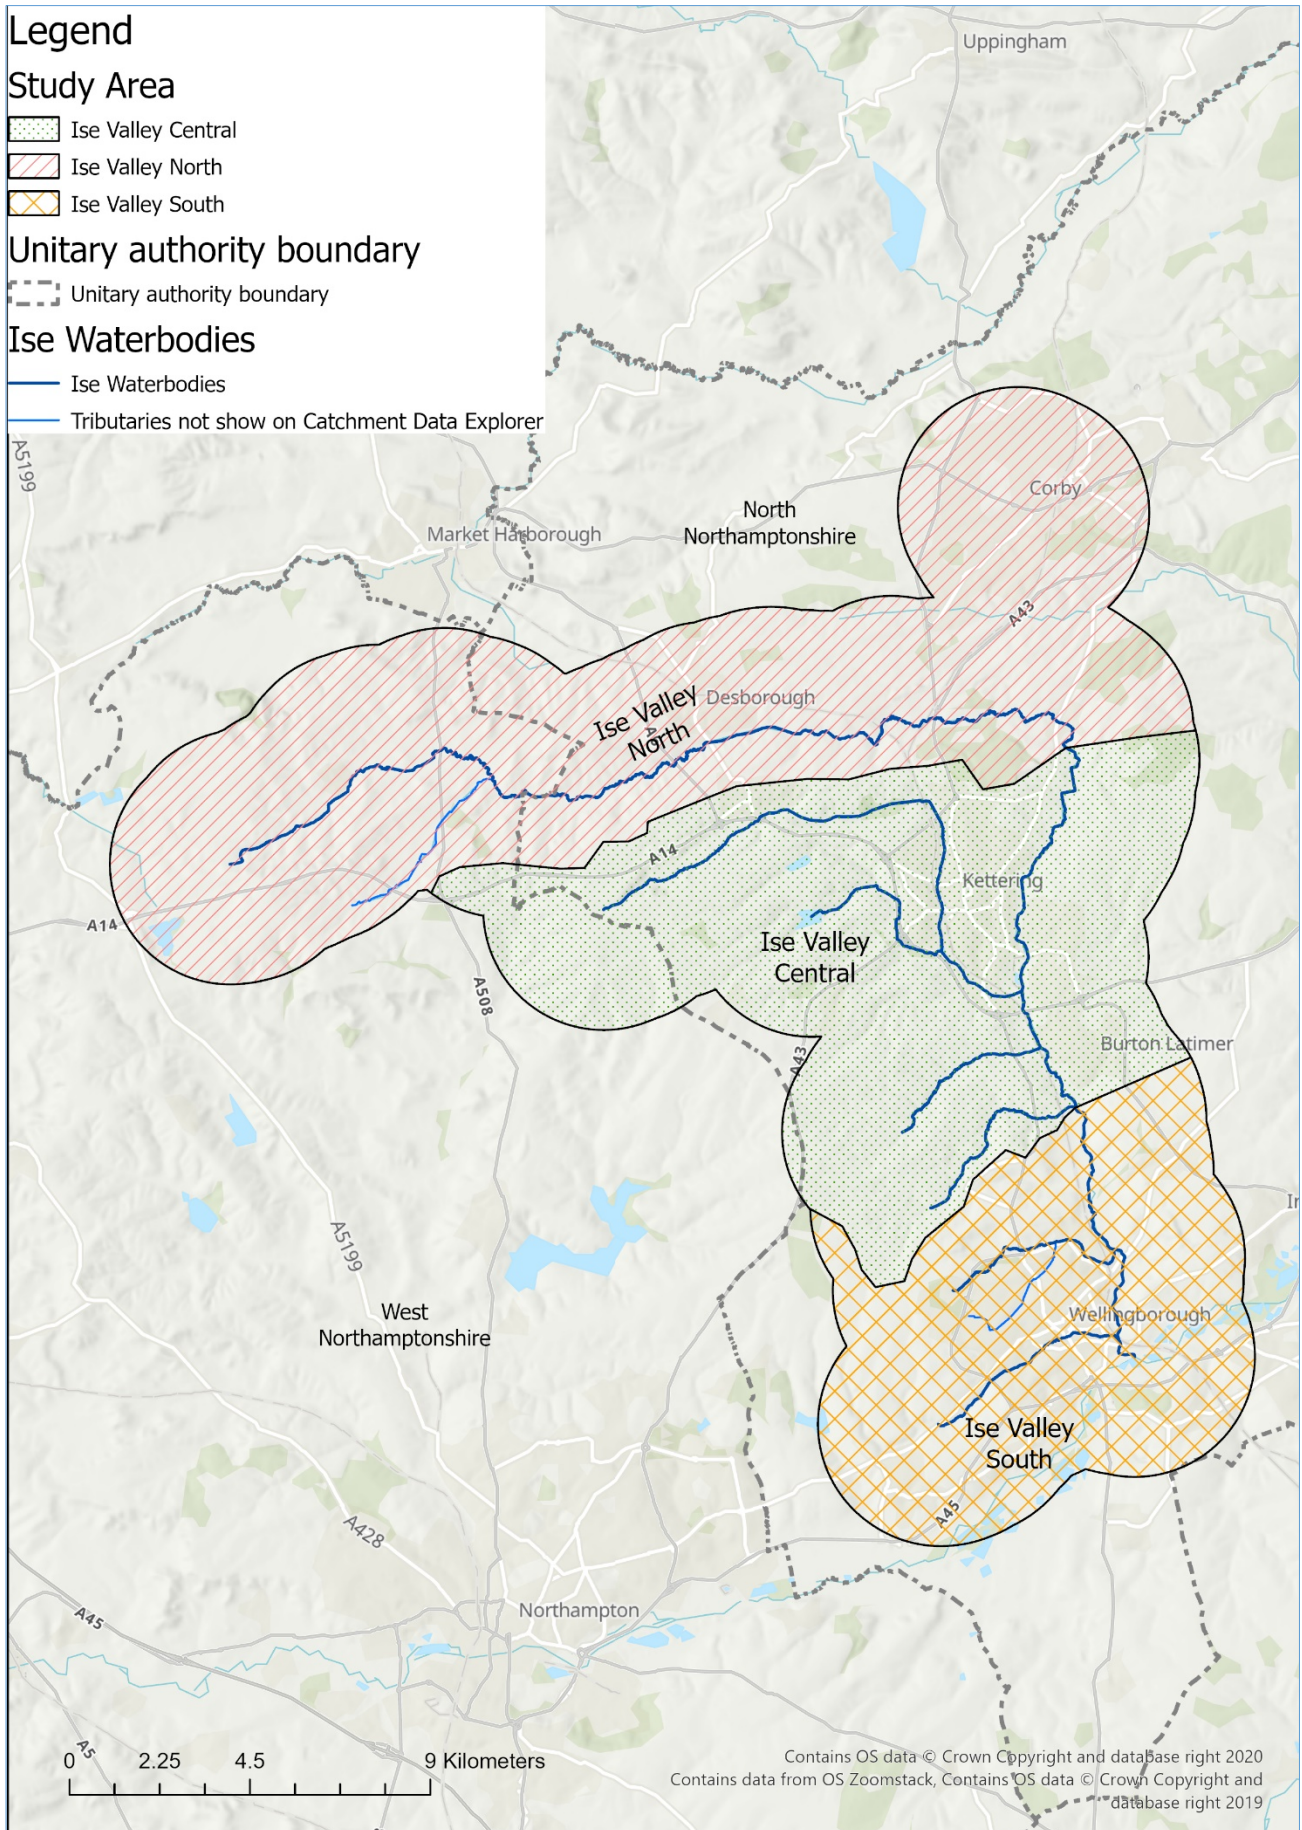 Legend
Study Area
Ise Valley Central
Ise Valley North
Ise Valley South
Unitary authority boundary
Unitary authority boundary
Ise Waterbodies
Ise Waterbodies
Tributaries not show on Catchment Data Explorer
Uppingham
A5199
Corby
North
Northamptonshire
Market Harborough
A43
Ise Valley
North
Desborough
A14
Kettering
A14
Ise Valley
Central
A508
A43
Burton Latimer
A5199
West
Northamptonshire
Wellingborough
Ise Valley
South
A45
A428
Northampton
A45
A5
0 2.25 4.5 9 Kilometers
Contains OS data © Crown Copyright and database right 2020
Contains data from OS Zoomstack, Contains OS data © Crown Copyright and
database right 2019